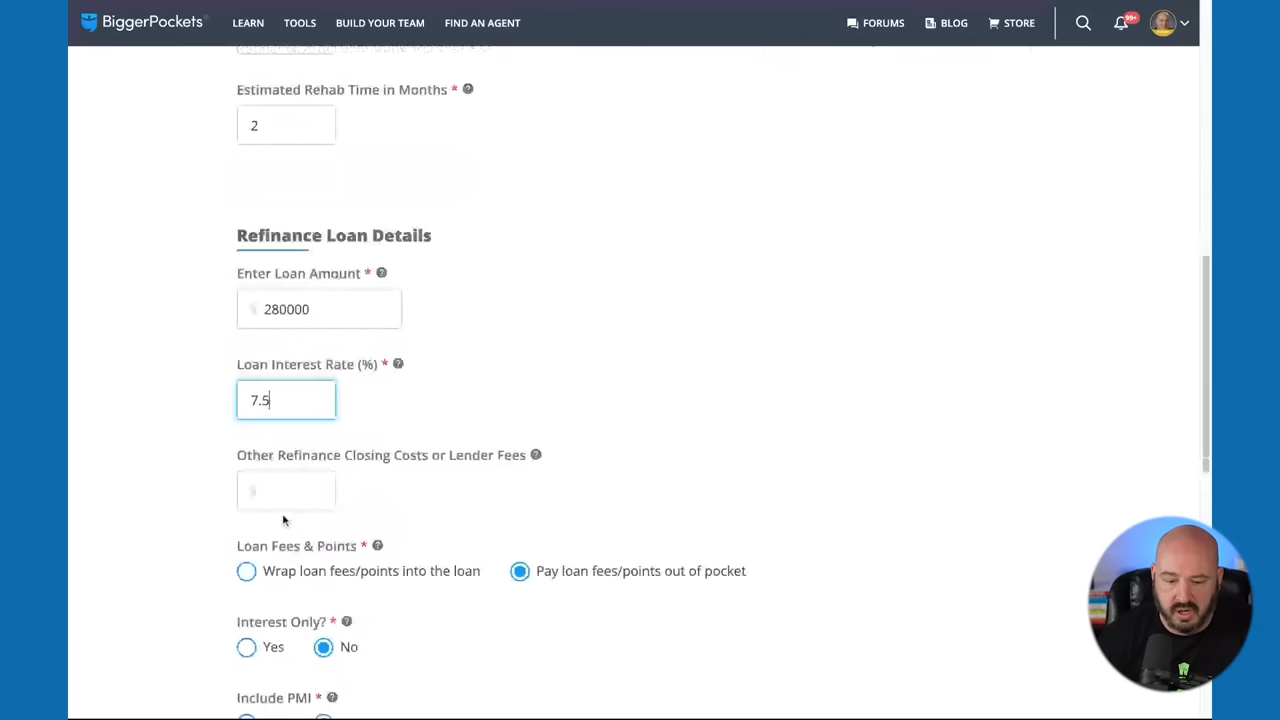 BiggerPockets LEARN TOOLS BUILD YOUR TEAM FIND AN AGENT FORUMS BLOG STORE 99+
Estimated Rehab Time in Months * ?
2
Refinance Loan Details
Enter Loan Amount * ?
280000
Loan Interest Rate (%) * ?
7.5
Other Refinance Closing Costs or Lender Fees ?
Loan Fees & Points * ?
Wrap loan fees/points into the loan Pay loan fees/points out of pocket
Interest Only? * ?
Yes No
Include PMI * ?